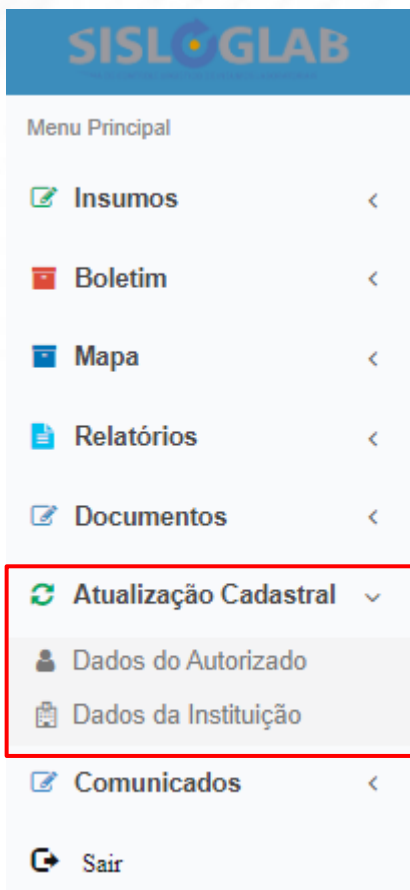 SISLOGLAB
Menu Principal
Insumos
Boletim
Mapa
Relatórios
Documentos
Atualização Cadastral
Dados do Autorizado
Dados da Instituição
Comunicados
Sair